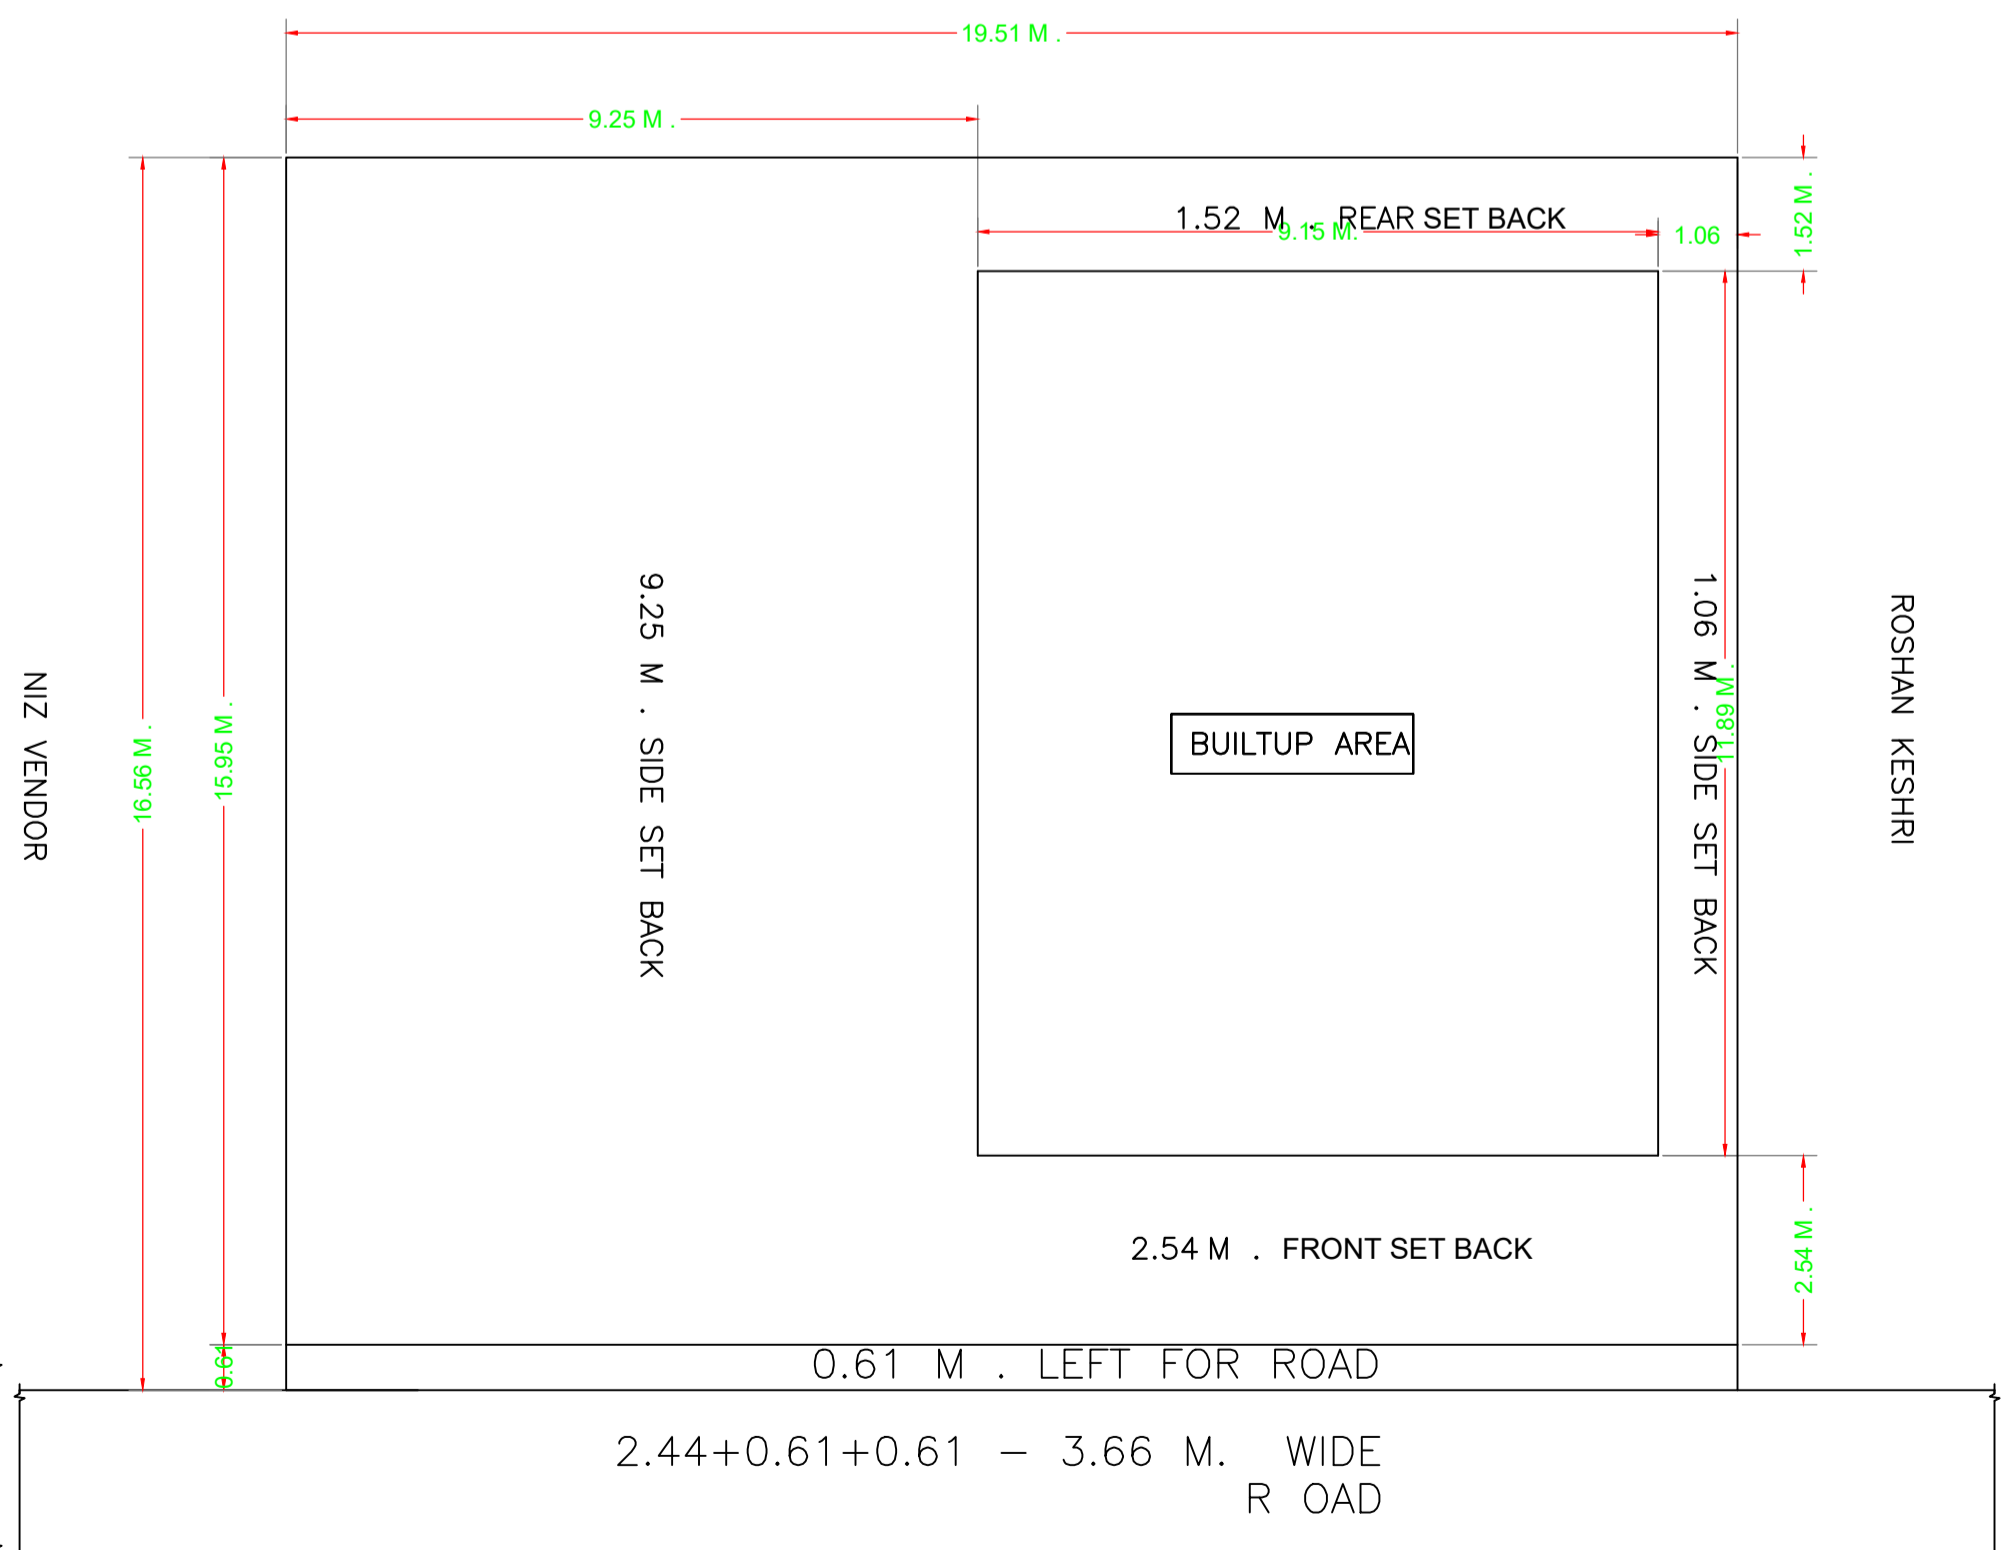 19.51 M .
9.25 M .
1.52 M . REAR SET BACK
9.15 M.
1.06
1.52 M .
9.25 M . SIDE SET BACK
1.06 M . SIDE SET BACK
11.89 M .
ROSHAN KESHRI
NIZ VENDOR
16.56 M .
15.95 M .
BUILTUP AREA
2.54 M . FRONT SET BACK
2.54 M .
0.61
0.61 M . LEFT FOR ROAD
2.44+0.61+0.61 - 3.66 M. WIDE
R OAD